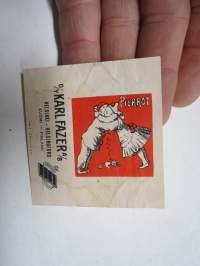 PIERROT
O/Y KARL FAZER A/B
HELSINKI - HELSINGFORS